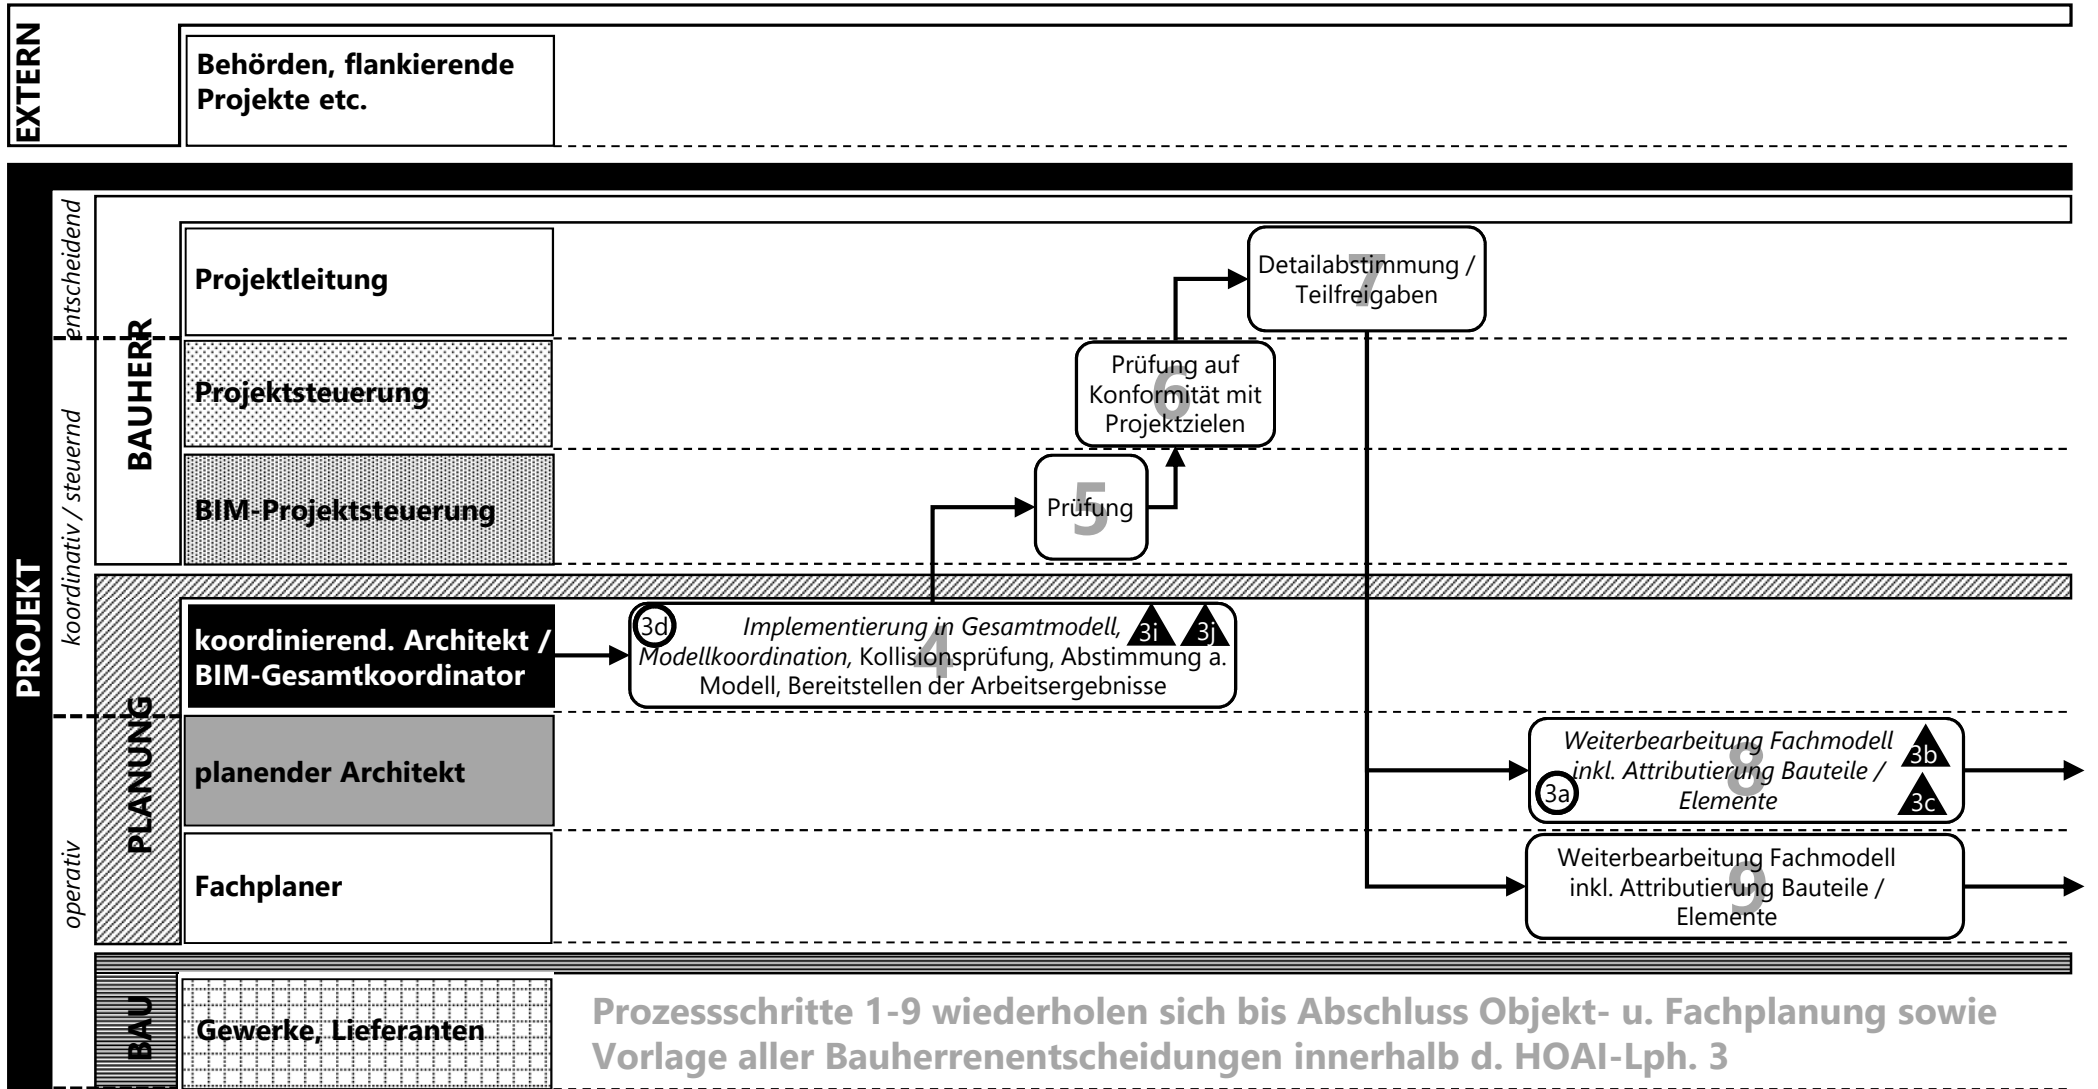 EXTERN
Behörden, flankierende
Projekte etc.
PROJEKT
entscheidend
koordinativ / steuernd
operativ
BAUHERR
Projektleitung
7
Detailabstimmung /
Teilfreigaben
Projektsteuerung
6
Prüfung auf
Konformität mit
Projektzielen
BIM-Projektsteuerung
5
Prüfung
PLANUNG
koordinierend. Architekt /
BIM-Gesamtkoordinator
4
3d
Implementierung in Gesamtmodell,
3i
3j
Modellkoordination, Kollisionsprüfung, Abstimmung a.
Modell, Bereitstellen der Arbeitsergebnisse
planender Architekt
8
Weiterbearbeitung Fachmodell
3b
inkl. Attributierung Bauteile /
3a
Elemente
3c
Fachplaner
9
Weiterbearbeitung Fachmodell
inkl. Attributierung Bauteile /
Elemente
BAU
Gewerke, Lieferanten
Prozessschritte 1-9 wiederholen sich bis Abschluss Objekt- u. Fachplanung sowie
Vorlage aller Bauherrenentscheidungen innerhalb d. HOAI-Lph. 3